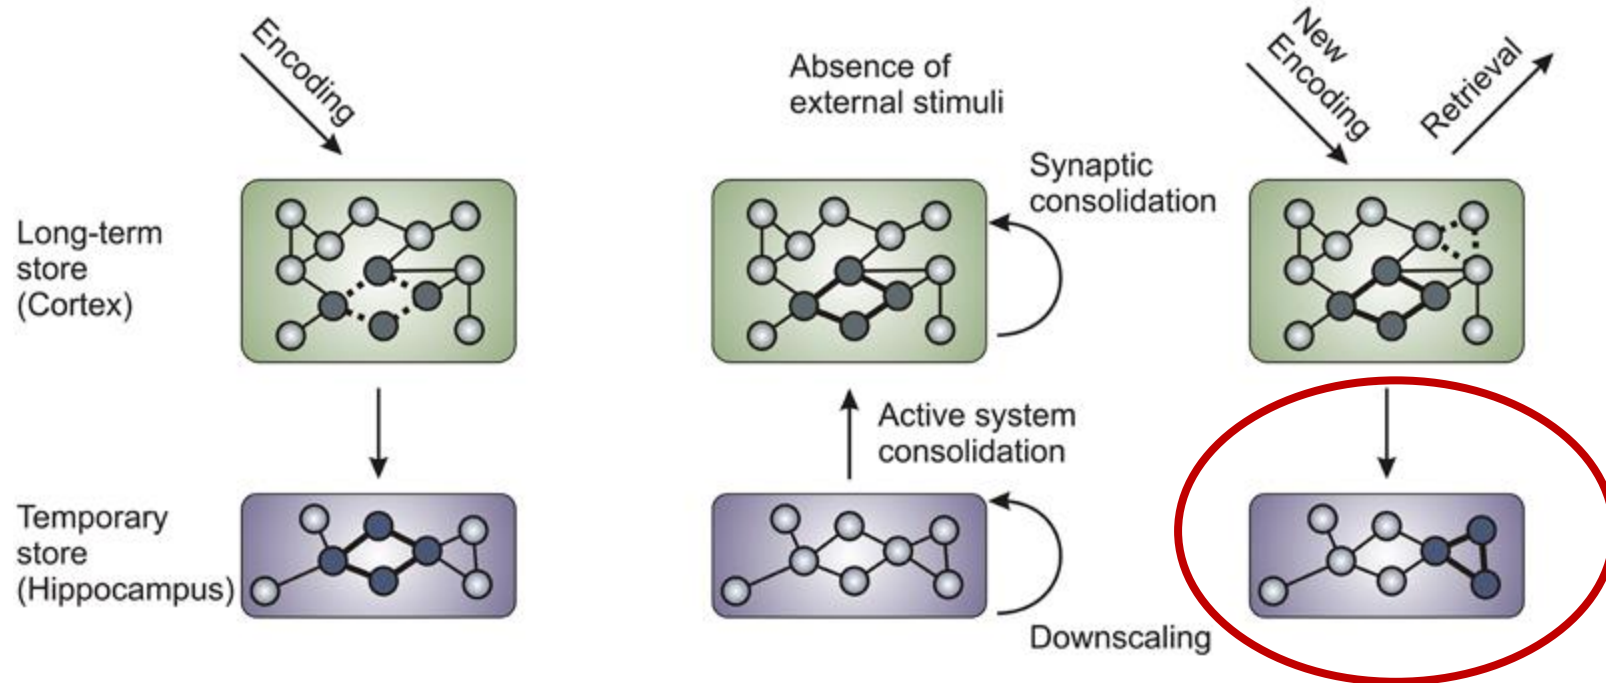 Encoding
Absence of
external stimuli
New
Encoding
Retrieval
Long-term
store
(Cortex)
Synaptic
consolidation
Active system
consolidation
Temporary
store
(Hippocampus)
Downscaling